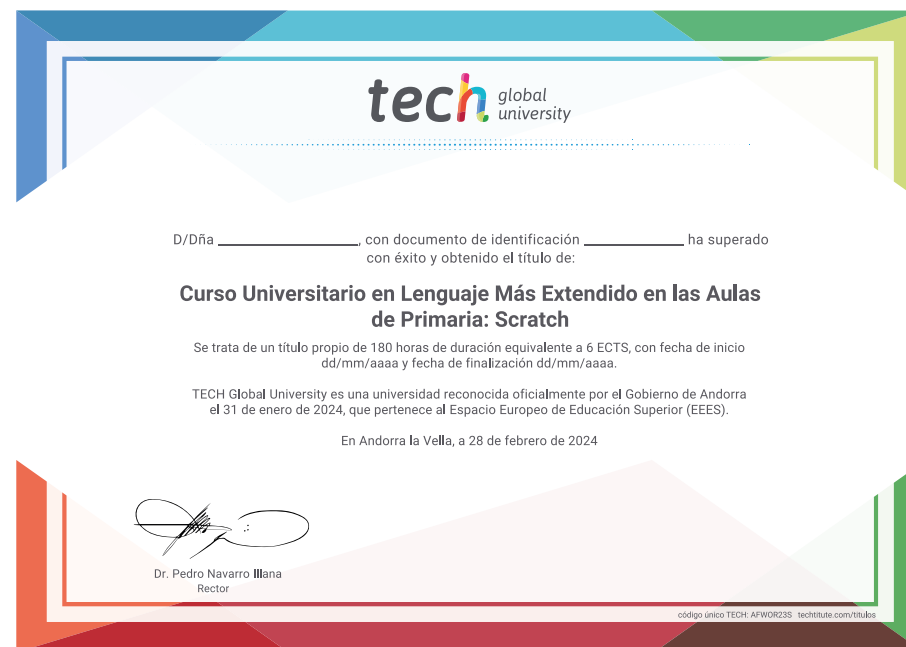 tech global university
D/Dña ____________________, con documento de identificación ______________ ha superado
con éxito y obtenido el título de:
Curso Universitario en Lenguaje Más Extendido en las Aulas
de Primaria: Scratch
Se trata de un título propio de 180 horas de duración equivalente a 6 ECTS, con fecha de inicio
dd/mm/aaaa y fecha de finalización dd/mm/aaaa.
TECH Global University es una universidad reconocida oficialmente por el Gobierno de Andorra
el 31 de enero de 2024, que pertenece al Espacio Europeo de Educación Superior (EEES).
En Andorra la Vella, a 28 de febrero de 2024
Dr. Pedro Navarro Illana
Rector
código único TECH: AFWOR23S techtitute.com/titulos